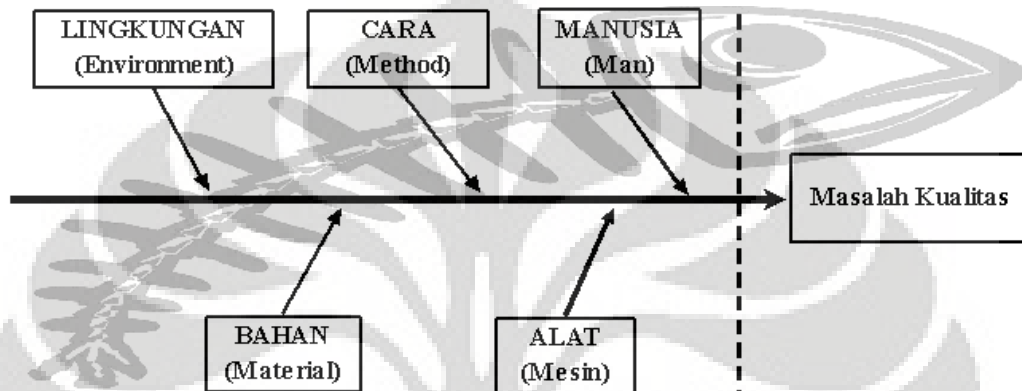 LINGKUNGAN
(Environment)
CARA
(Method)
MANUSIA
(Man)
Masalah Kualitas
BAHAN
(Material)
ALAT
(Mesin)